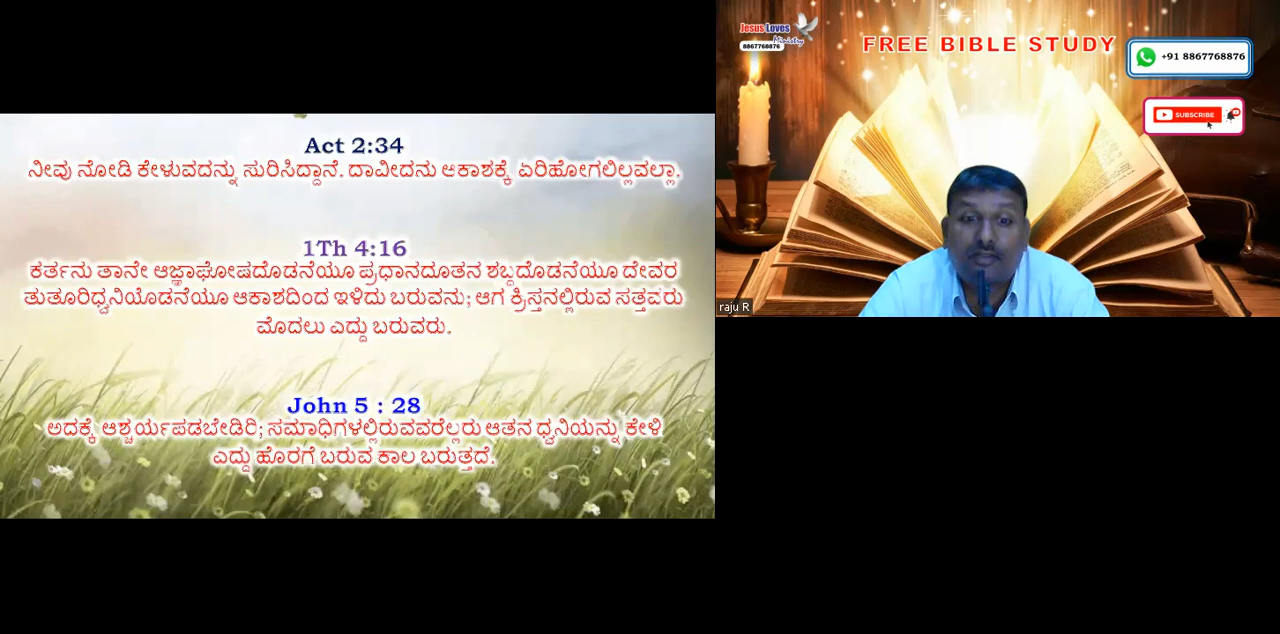 Act 2:34
ನೀವು ನೋಡಿ ಕೇಳುವದನ್ನು ಸುರಿಸಿದ್ದಾನೆ. ದಾವೀದನು ಆಕಾಶಕ್ಕೆ ಏರಿಹೋಗಲಿಲ್ಲವಲ್ಲಾ.
1Th 4:16
ಕರ್ತನು ತಾನೇ ಆಜ್ಞಾಘೋಷದೊಡನೆಯೂ ಪ್ರಧಾನದೂತನ ಶಬ್ದದೊಡನೆಯೂ ದೇವರ
ತುತೂರಿಧ್ವನಿಯೊಡನೆಯೂ ಆಕಾಶದಿಂದ ಇಳಿದು ಬರುವನು; ಆಗ ಕ್ರಿಸ್ತನಲ್ಲಿರುವ ಸತ್ತವರು
ಮೊದಲು ಎದ್ದು ಬರುವರು.
John 5 : 28
ಅದಕ್ಕೆ ಆಶ್ಚರ್ಯಪಡಬೇಡಿರಿ; ಸಮಾಧಿಗಳಲ್ಲಿರುವವರೆಲ್ಲರು ಆತನ ಧ್ವನಿಯನ್ನು ಕೇಳಿ
ಎದ್ದು ಹೊರಗೆ ಬರುವ ಕಾಲ ಬರುತ್ತದೆ.
Jesus Loves
Ministry
8867768876
FREE BIBLE STUDY
+91 8867768876
SUBSCRIBE
raju R